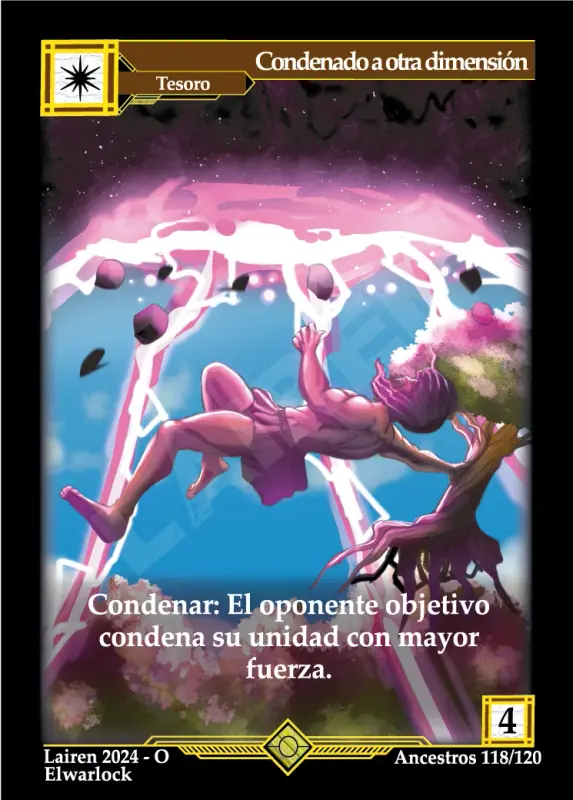 Condenado a otra dimensión
Tesoro
Condenar: El oponente objetivo
condena su unidad con mayor
fuerza.
4
Lairen 2024 - O
Ancestros 118/120
Elwarlock